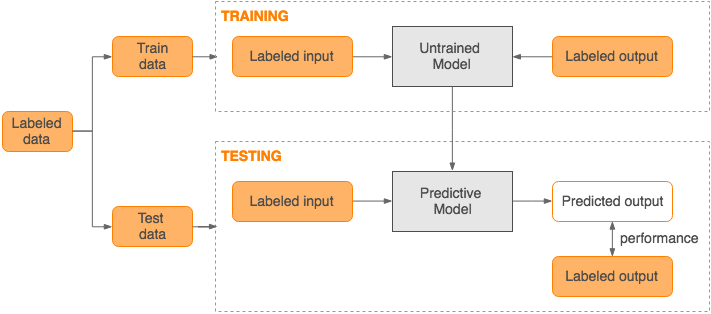 TRAINING
Train
data
Labeled input
Untrained
Model
Labeled output
Labeled
data
TESTING
Test
data
Labeled input
Predictive
Model
Predicted output
performance
Labeled output